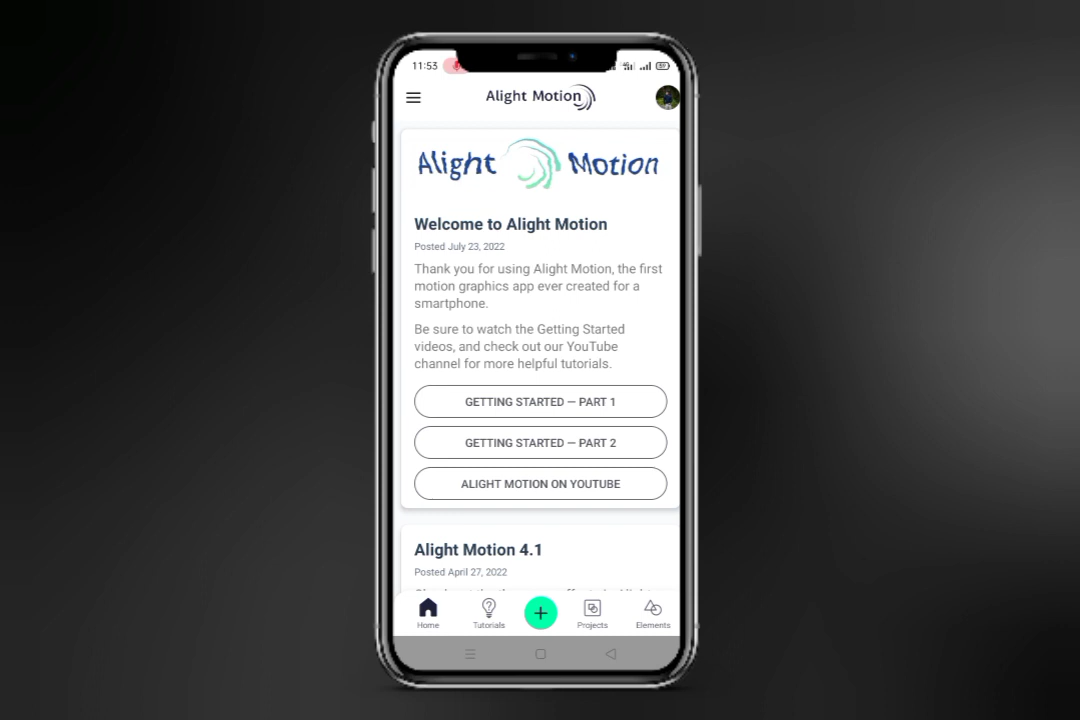 11:53
Alight Motion
Alight Motion
Welcome to Alight Motion
Posted July 23, 2022
Thank you for using Alight Motion, the first
motion graphics app ever created for a
smartphone.
Be sure to watch the Getting Started
videos, and check out our YouTube
channel for more helpful tutorials.
GETTING STARTED — PART 1
GETTING STARTED — PART 2
ALIGHT MOTION ON YOUTUBE
Alight Motion 4.1
Posted April 27, 2022
Home
Tutorials
Projects
Elements